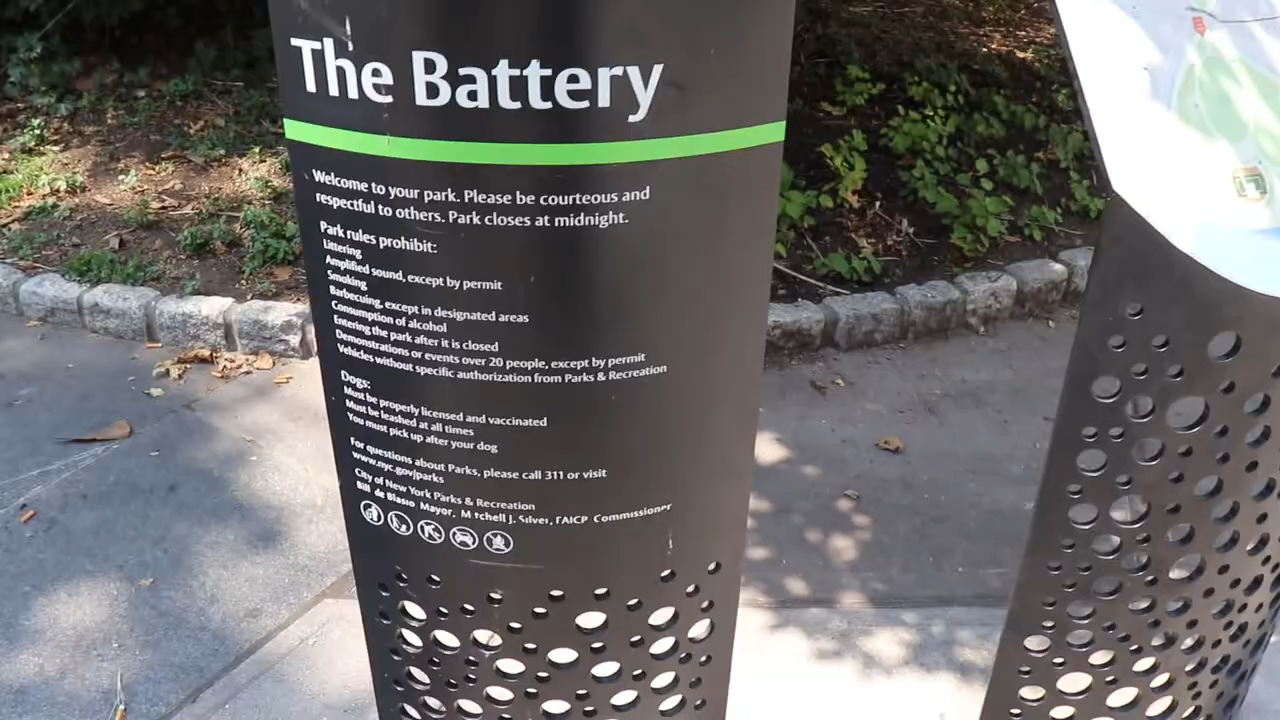 The Battery
Welcome to your park. Please be courteous and
respectful to others. Park closes at midnight.
Park rules prohibit:
Littering
Amplified sound, except by permit
Smoking
Barbecuing, except in designated areas
Consumption of alcohol
Entering the park after it is closed
Demonstrations or events over 20 people, except by permit
Vehicles without specific authorization from Parks & Recreation
Dogs:
Must be properly licensed and vaccinated
Must be leashed at all times
You must pick up after your dog
For questions about Parks, please call 311 or visit
www.nyc.gov/parks
City of New York Parks & Recreation
Bill de Blasio Mayor, Mitchell J. Silver, FAICP Commissioner